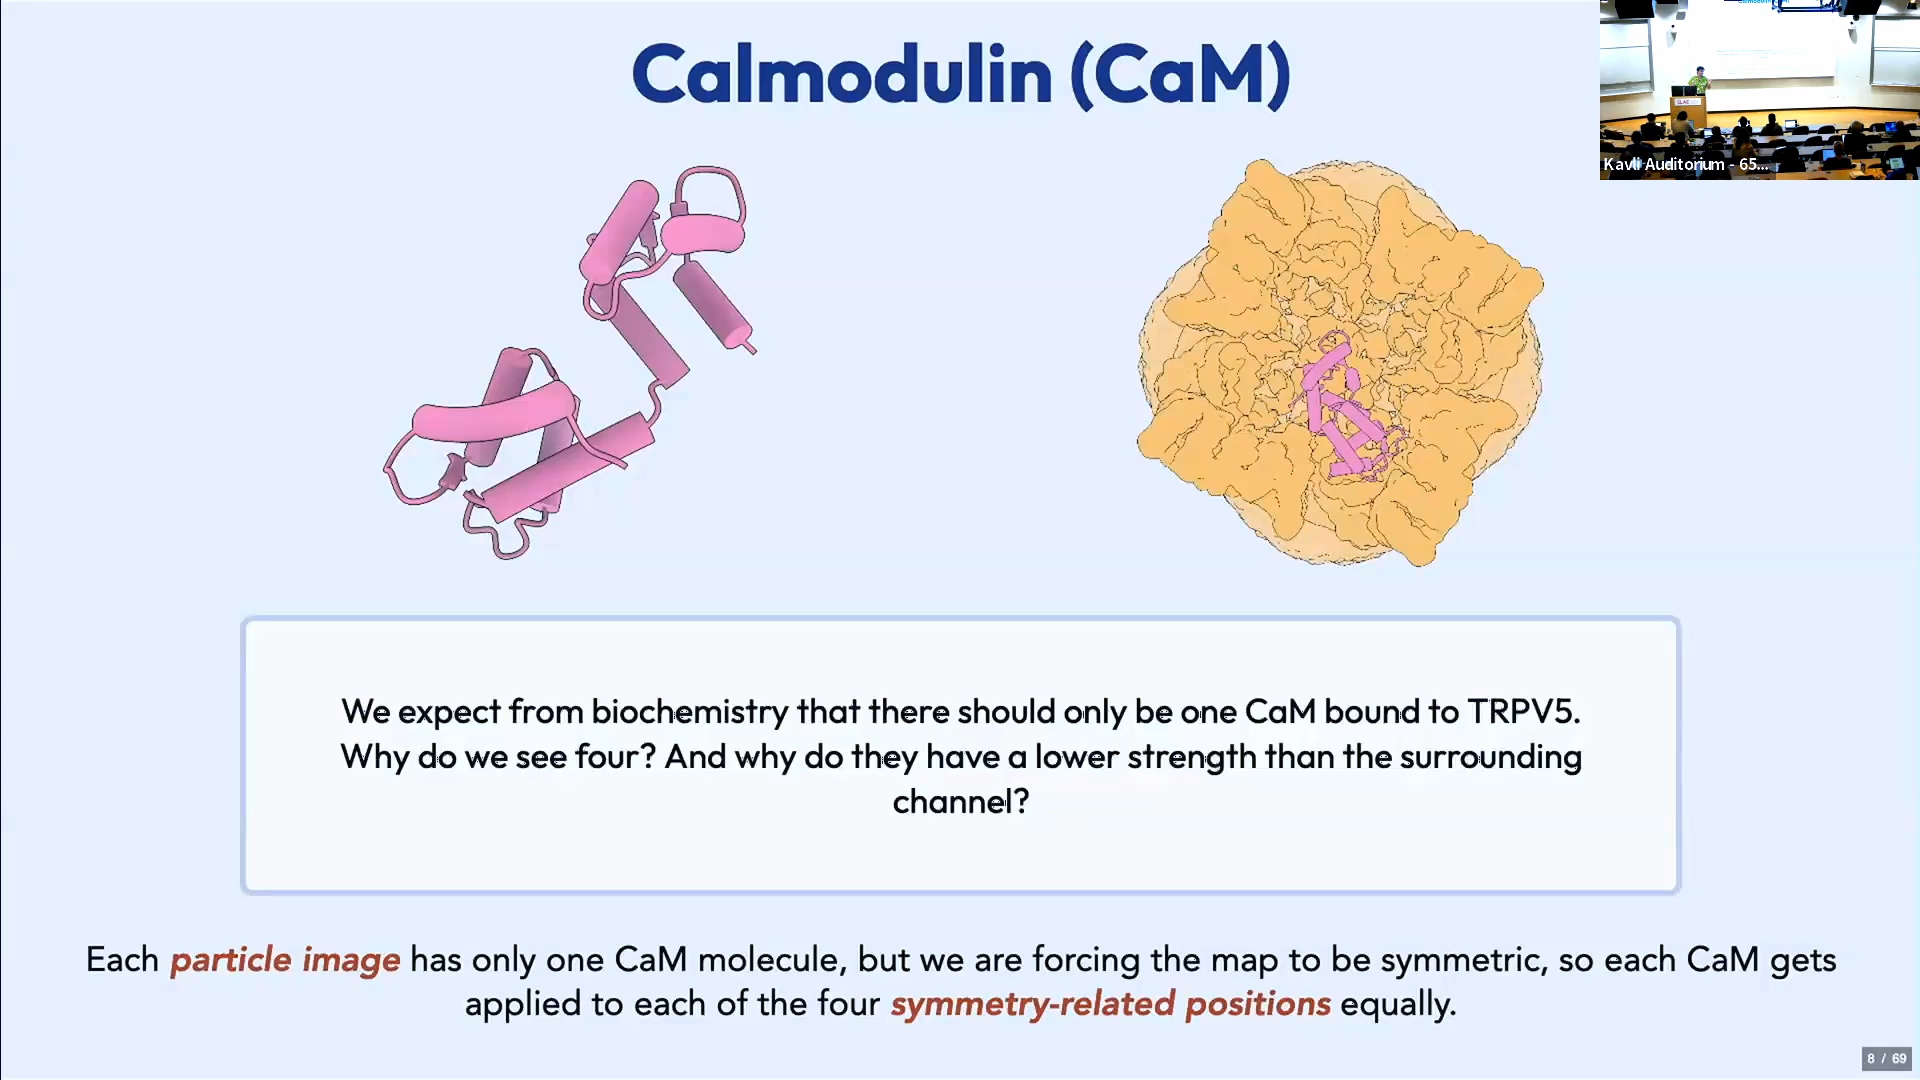 Calmodulin (CaM)
Kavli Auditorium - 65...
SLAC
We expect from biochemistry that there should only be one CaM bound to TRPV5.
Why do we see four? And why do they have a lower strength than the surrounding
channel?
Each particle image has only one CaM molecule, but we are forcing the map to be symmetric, so each CaM gets
applied to each of the four symmetry-related positions equally.
8 / 69